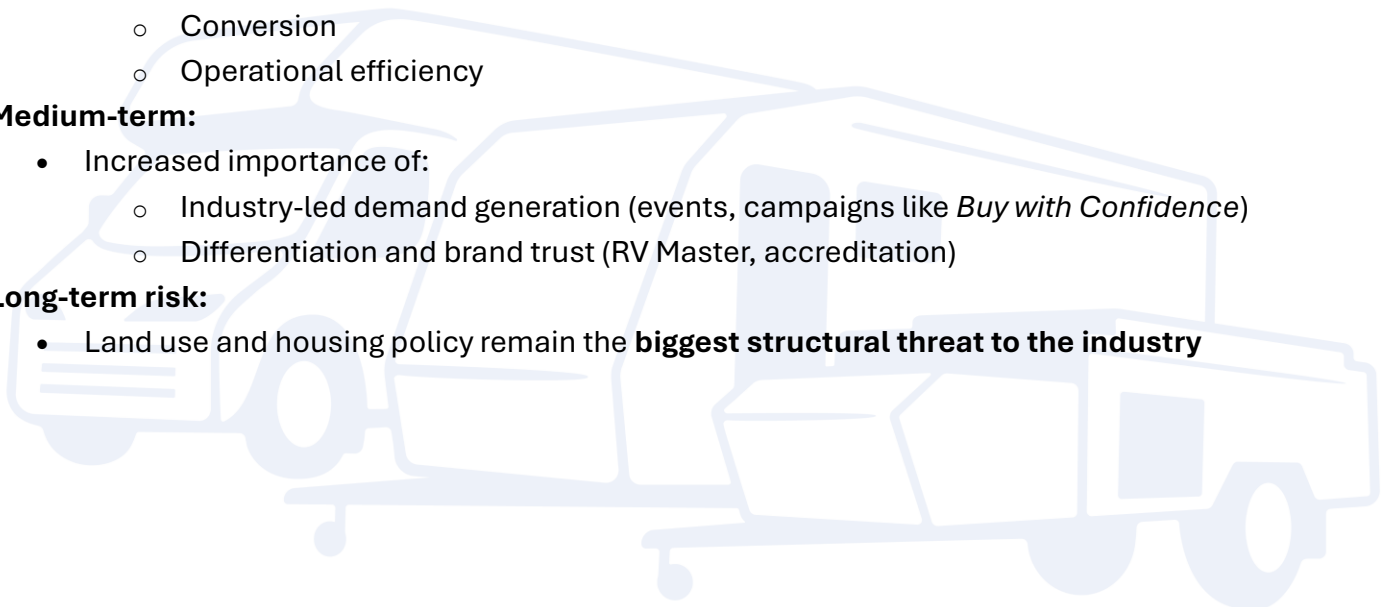 ○ Conversion
○ Operational efficiency
Medium-term:
• Increased importance of:
○ Industry-led demand generation (events, campaigns like Buy with Confidence)
○ Differentiation and brand trust (RV Master, accreditation)
Long-term risk:
• Land use and housing policy remain the biggest structural threat to the industry